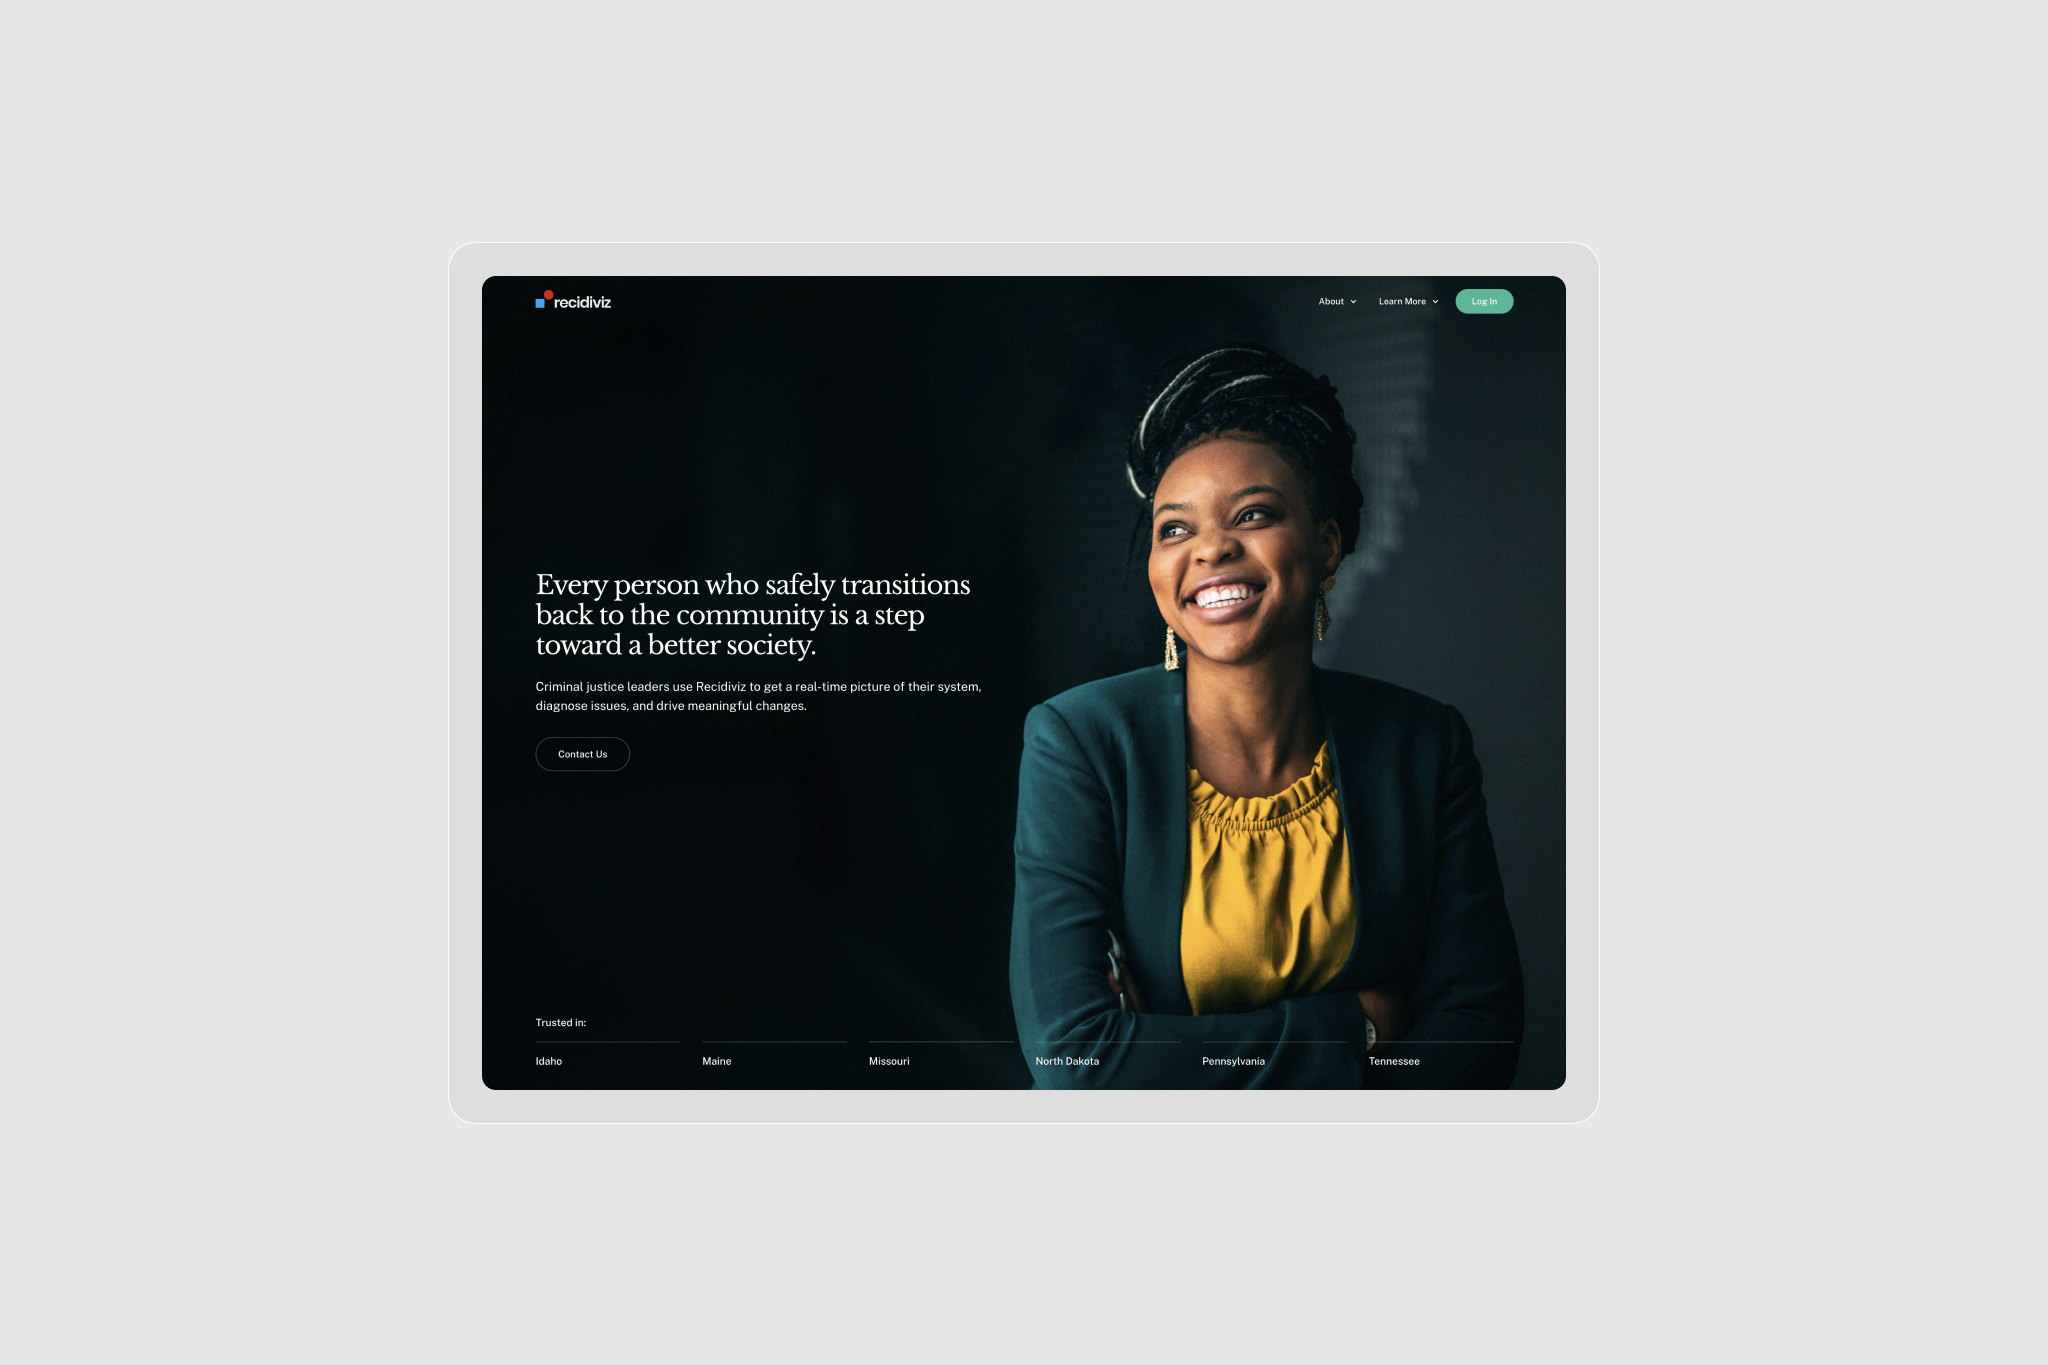 recidiviz
About
Learn More
Log In
Every person who safely transitions
back to the community is a step
toward a better society.
Criminal justice leaders use Recidiviz to get a real-time picture of their system,
diagnose issues, and drive meaningful changes.
Contact Us
Trusted in:
Idaho
Maine
Missouri
North Dakota
Pennsylvania
Tennessee